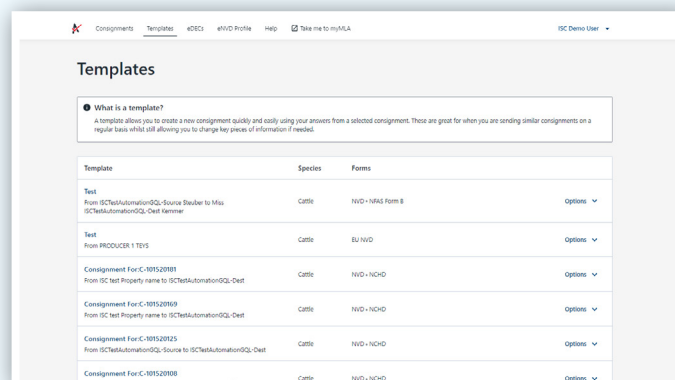 Consignments Templates eDECs eNVD Profile Help Take me to myMLA ISC Demo User
Templates
What is a template?
A template allows you to create a new consignment quickly and easily using your answers from a selected consignment. These are great for when you are sending similar consignments on a
regular basis whilst still allowing you to change key pieces of information if needed.
Template Species Forms
Test
From ISCTestAutomationGQL-Source Steuber to Miss
ISCTestAutomationGQL-Dest Kemmer
Cattle NVD + NFAS Form B Options
Test
From PRODUCER 1 TEYS
Cattle EU NVD Options
Consignment For:C-101520181
From ISC test Property name to ISCTestAutomationGQL-Dest
Cattle NVD + NCHD Options
Consignment For:C-101520169
From ISC test Property name to ISCTestAutomationGQL-Dest
Cattle NVD + NCHD Options
Consignment For:C-101520125
From ISCTestAutomationGQL-Source to ISCTestAutomationGQL-Dest
Cattle NVD + NCHD Options
Consignment For:C-101520108
Cattle NVD + NCHD Options